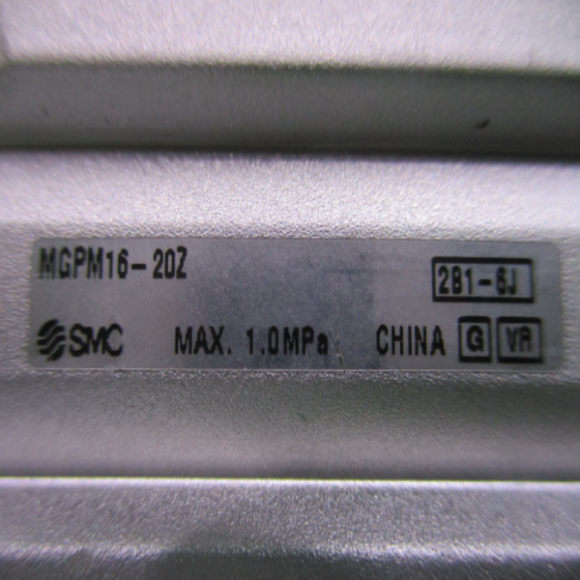 MGPM16-20Z
2B1-6J
SMC MAX. 1.0MPa CHINA G VR